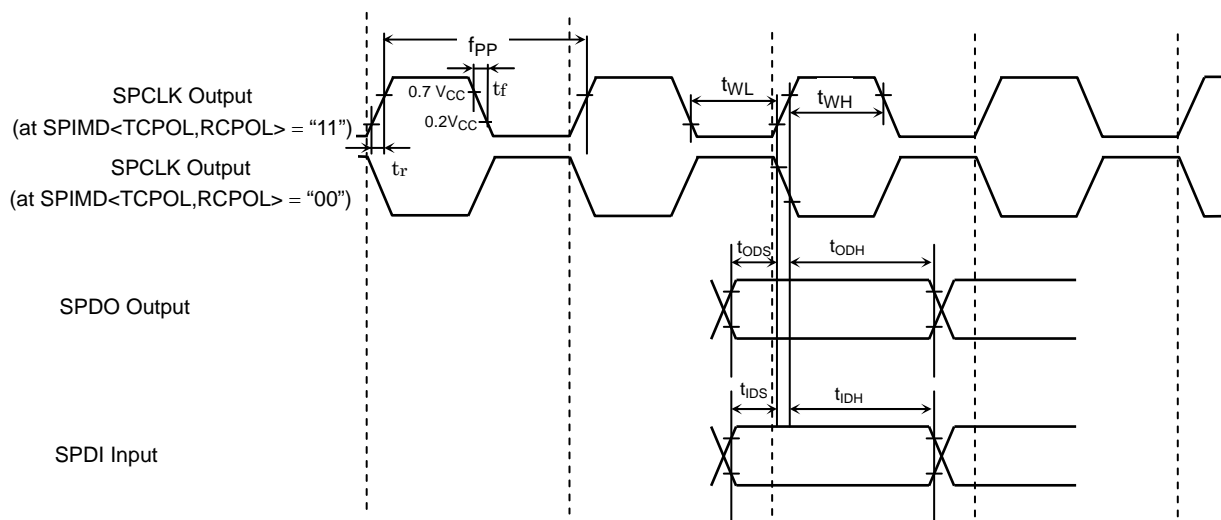 fPP
tf
tWL
tWH
SPCLK Output
0.7 VCC
(at SPIMD<TCPOL,RCPOL> = “11”)
0.2VCC
tr
SPCLK Output
(at SPIMD<TCPOL,RCPOL> = “00”)
tODS
tODH
SPDO Output
tIDS
tIDH
SPDI Input